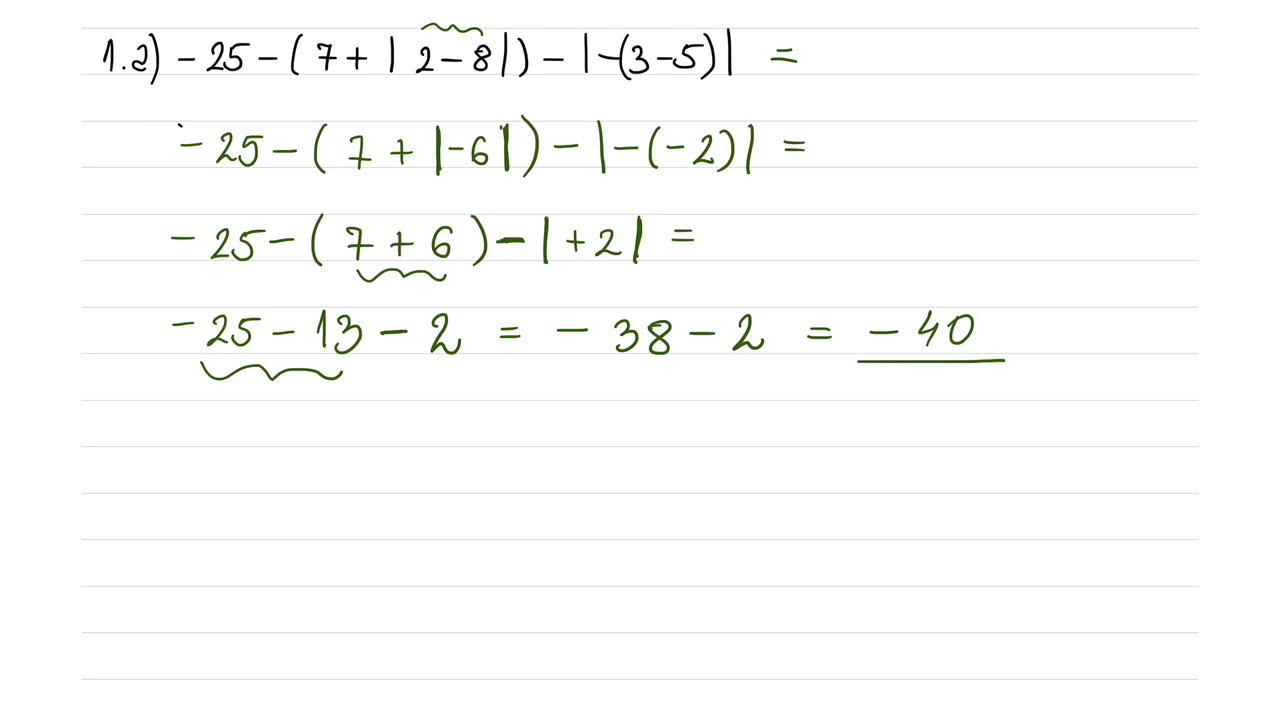 1.2) - 25 - ( 7 + | 2 - 8 | ) - | -(3 - 5) | =
- 25 - ( 7 + |-6| ) - | - (-2) | =
- 25 - ( 7 + 6 ) - | + 2 | =
- 25 - 13 - 2 = - 38 - 2 = - 40